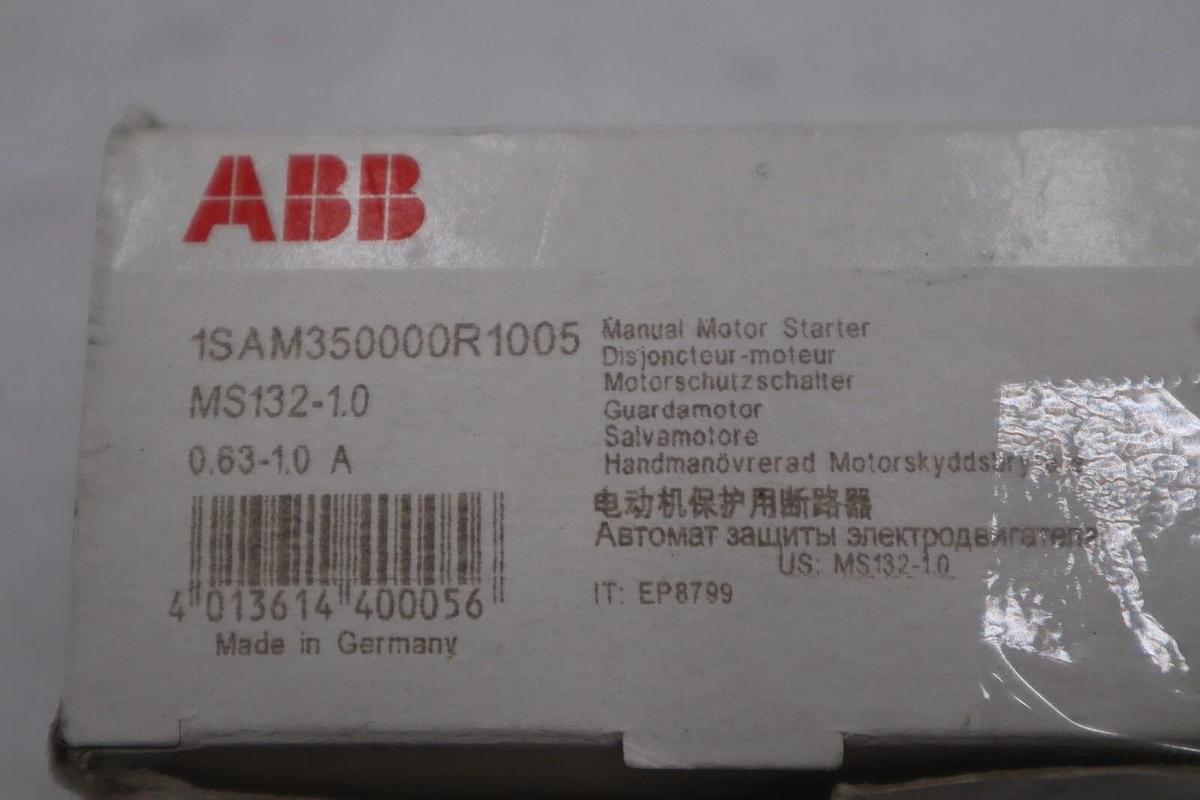 ABB
1SAM350000R1005
MS132-1.0
0.63-1.0 A
4 013614 400056
Made in Germany
Manual Motor Starter
Disjoncteur-moteur
Motorschutzschalter
Guardamotor
Salvamotore
Handmanövrerad
电动机保护用断路器
Автомат защиты электродвигателя
US: MS132-1.0
IT: EP8799